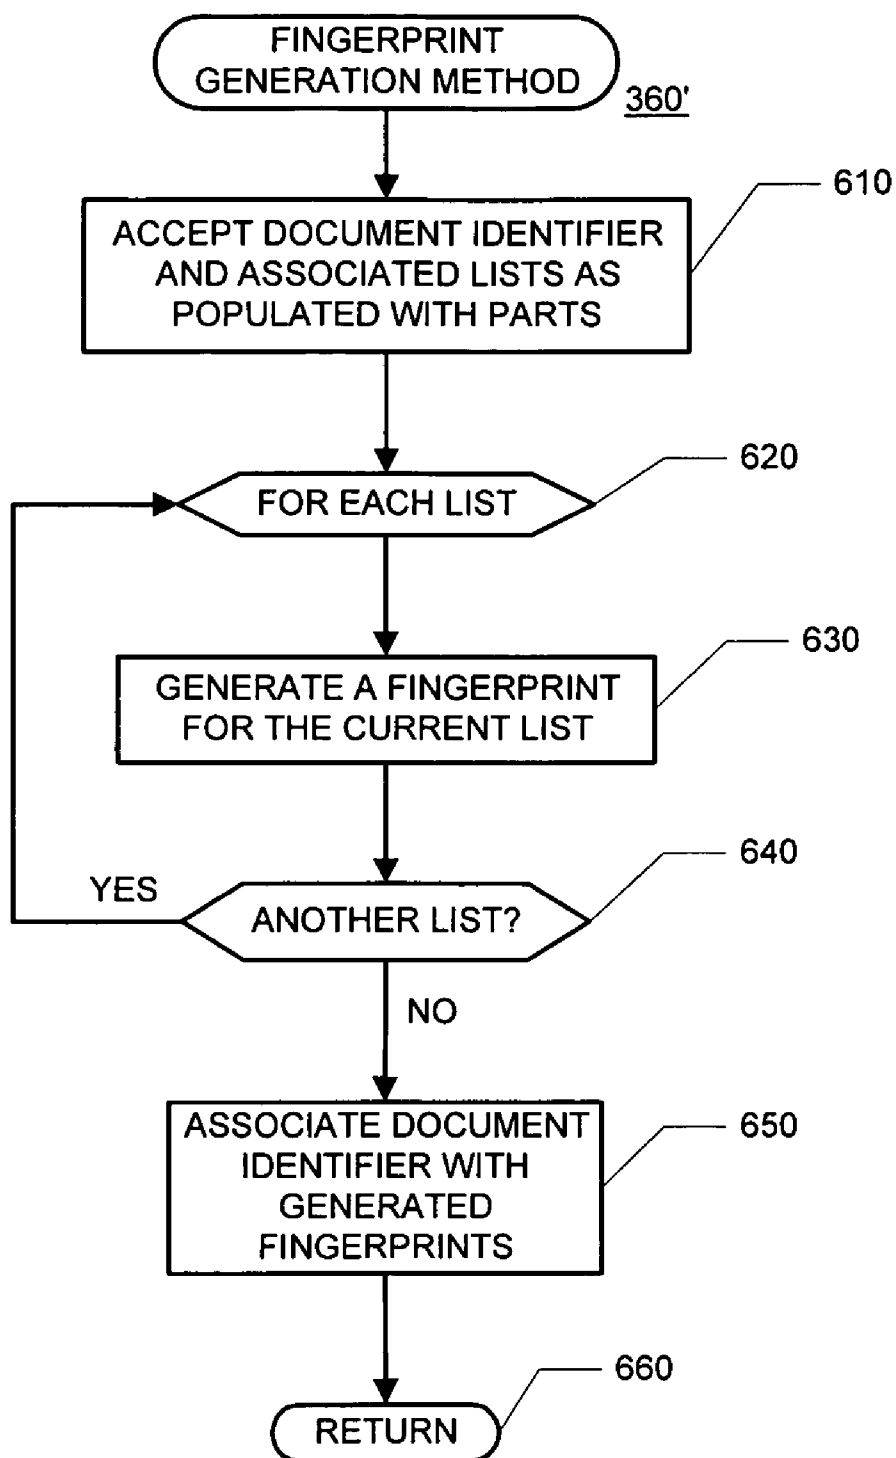 FINGERPRINT
GENERATION METHOD
360'
610
ACCEPT DOCUMENT IDENTIFIER
AND ASSOCIATED LISTS AS
POPULATED WITH PARTS
620
FOR EACH LIST
630
GENERATE A FINGERPRINT
FOR THE CURRENT LIST
640
YES
ANOTHER LIST?
NO
650
ASSOCIATE DOCUMENT
IDENTIFIER WITH
GENERATED
FINGERPRINTS
660
RETURN